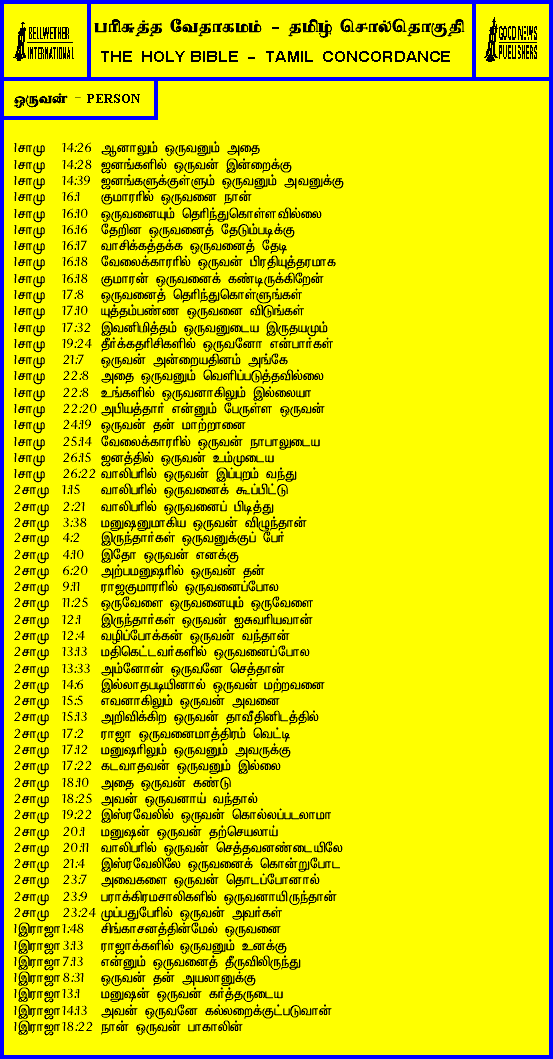 BELLWETHER INTERNATIONAL
பரிசுத்த வேதாகமம் - தமிழ் சொல்தொகுதி
THE HOLY BIBLE - TAMIL CONCORDANCE
GOOD NEWS PUBLISHERS
ஒருவன் - PERSON
1சாமு 14:26 ஆனாலும் ஒருவனும் அதை
1சாமு 14:28 ஜனங்களில் ஒருவன் இன்றைக்கு
1சாமு 14:39 ஜனங்களுக்குள்ளும் ஒருவனும் அவனுக்கு
1சாமு 16:1 குமாரரில் ஒருவனை நான்
1சாமு 16:10 ஒருவனையும் தெரிந்துகொள்ளவில்லை
1சாமு 16:16 தேறின ஒருவனைத் தேடும்படிக்கு
1சாமு 16:17 வாசிக்கத்தக்க ஒருவனைத் தேடி
1சாமு 16:18 வேலைக்காரரில் ஒருவன் பிரதியுத்தரமாக
1சாமு 16:18 குமாரன் ஒருவனைக் கண்டிருக்கிறேன்
1சாமு 17:8 ஒருவனைத் தெரிந்துகொள்ளுங்கள்
1சாமு 17:10 யுத்தம்பண்ண ஒருவனை விடுங்கள்
1சாமு 17:32 இவனிமித்தம் ஒருவனுடைய இருதயமும்
1சாமு 19:24 தீர்க்கதரிசிகளில் ஒருவனோ என்பார்கள்
1சாமு 21:7 ஒருவன் அன்றையதினம் அங்கே
1சாமு 22:8 அதை ஒருவனும் வெளிப்படுத்தவில்லை
1சாமு 22:8 உங்களில் ஒருவனாகிலும் இல்லையா
1சாமு 22:20 அபியத்தார் என்னும் பேருள்ள ஒருவன்
1சாமு 24:19 ஒருவன் தன் மாற்றானை
1சாமு 25:14 வேலைக்காரரில் ஒருவன் நாபாலுடைய
1சாமு 26:15 ஜனத்தில் ஒருவன் உம்முடைய
1சாமு 26:22 வாலிபரில் ஒருவன் இப்புறம் வந்து
2சாமு 1:15 வாலிபரில் ஒருவனைக் கூப்பிட்டு
2சாமு 2:21 வாலிபரில் ஒருவனைப் பிடித்து
2சாமு 3:38 மனுஷனுமாகிய ஒருவன் விழுந்தான்
2சாமு 4:2 இருந்தார்கள் ஒருவனுக்குப் பேர்
2சாமு 4:10 இதோ ஒருவன் எனக்கு
2சாமு 6:20 அற்பமனுஷரில் ஒருவன் தன்
2சாமு 9:11 ராஜகுமாரரில் ஒருவனைப்போல
2சாமு 11:25 ஒருவேளை ஒருவனையும் ஒருவேளை
2சாமு 12:1 இருந்தார்கள் ஒருவன் ஐசுவரியவான்
2சாமு 12:4 வழிப்போக்கன் ஒருவன் வந்தான்
2சாமு 13:13 மதிகெட்டவர்களில் ஒருவனைப்போல
2சாமு 13:33 அம்னோன் ஒருவனே செத்தான்
2சாமு 14:6 இல்லாதபடியினால் ஒருவன் மற்றவனை
2சாமு 15:5 எவனாகிலும் ஒருவன் அவனை
2சாமு 15:13 அறிவிக்கிற ஒருவன் தாவீதினிடத்தில்
2சாமு 17:2 ராஜா ஒருவனைமாத்திரம் வெட்டி
2சாமு 17:12 மனுஷரிலும் ஒருவனும் அவருக்கு
2சாமு 17:22 கடவாதவன் ஒருவனும் இல்லை
2சாமு 18:10 அதை ஒருவன் கண்டு
2சாமு 18:25 அவன் ஒருவனாய் வந்தால்
2சாமு 19:22 இஸ்ரவேலில் ஒருவன் கொல்லப்படலாமா
2சாமு 20:1 மனுஷன் ஒருவன் தற்செயலாய்
2சாமு 20:11 வாலிபரில் ஒருவன் செத்தவனண்டையிலே
2சாமு 21:4 இஸ்ரவேலிலே ஒருவனைக் கொன்றுபோட
2சாமு 23:7 அவைகளை ஒருவன் தொடப்போனால்
2சாமு 23:9 பராக்கிரமசாலிகளில் ஒருவனாயிருந்தான்
2சாமு 23:24 முப்பதுபேரில் ஒருவன் அவர்கள்
1இராஜா 1:48 சிங்காசனத்தின்மேல் ஒருவனை
1இராஜா 3:13 ராஜாக்களில் ஒருவனும் உனக்கு
1இராஜா 7:13 என்னும் ஒருவனைத் தீருவிலிருந்து
1இராஜா 8:31 ஒருவன் தன் அயலானுக்கு
1இராஜா 13:1 மனுஷன் ஒருவன் கர்த்தருடைய
1இராஜா 14:13 அவன் ஒருவனே கல்லறைக்குட்படுவான்
1இராஜா 18:22 நான் ஒருவன் பாகாலின்